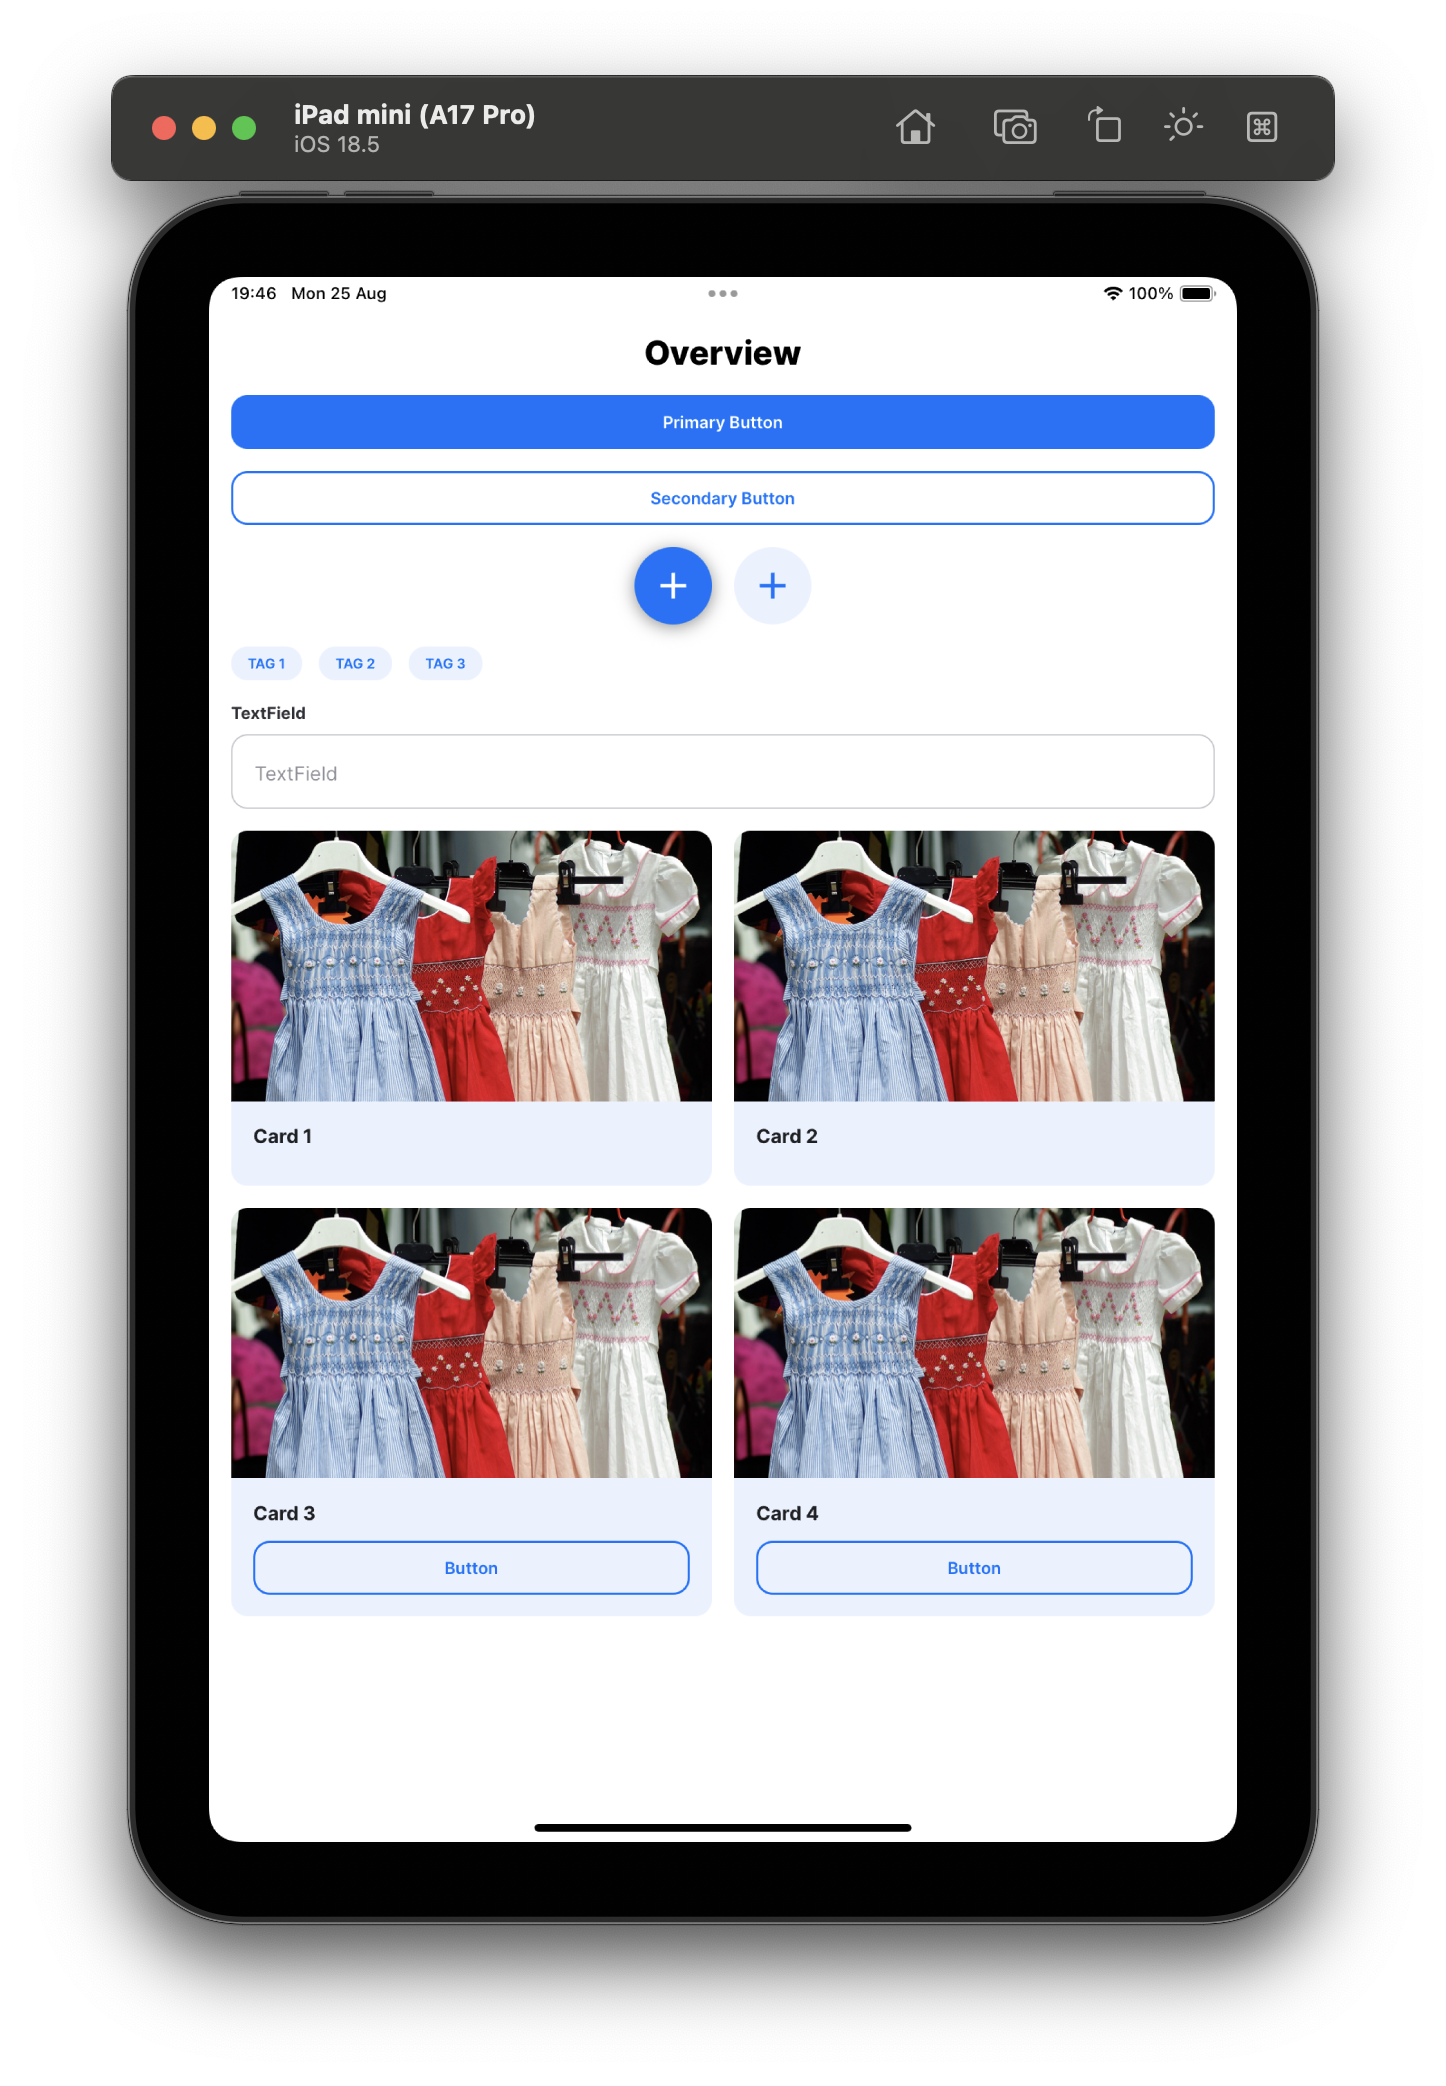 iPad mini (A17 Pro)
iOS 18.5
19:46 Mon 25 Aug
100%
Overview
Primary Button
Secondary Button
TAG 1 TAG 2 TAG 3
TextField
TextField
Card 1 Card 2
Card 3 Card 4
Button Button